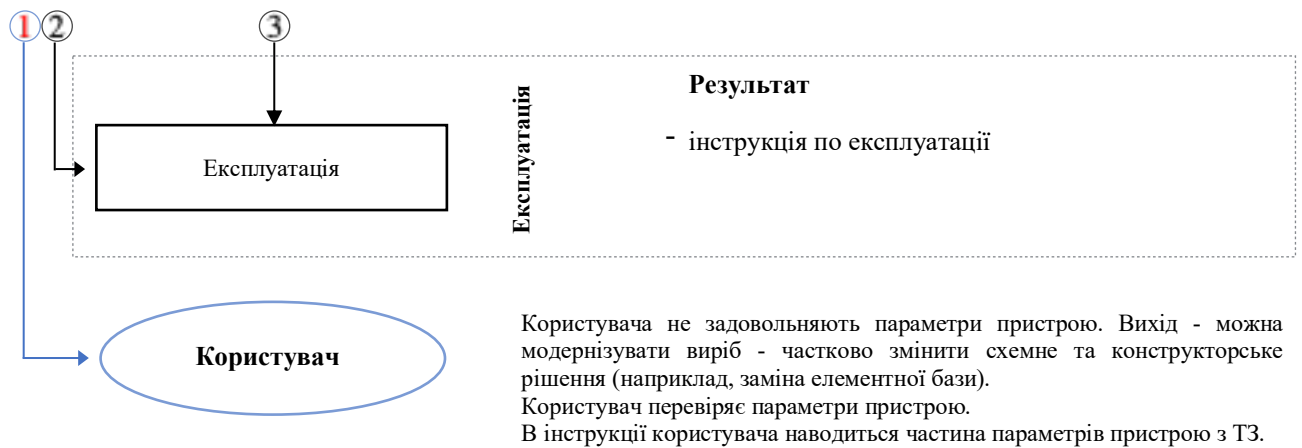 1 2 3
Результат
Експлуатація
- інструкція по експлуатації
Експлуатація
Користувач
Користувача не задовольняють параметри пристрою. Вихід - можна
модернізувати виріб - частково змінити схемне та конструкторське
рішення (наприклад, заміна елементної бази).
Користувач перевіряє параметри пристрою.
В інструкції користувача наводиться частина параметрів пристрою з ТЗ.